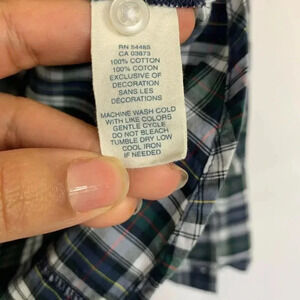 RN 54485
CA 03673
100% COTTON
100% COTON
EXCLUSIVE OF
DECORATION
SANS LES
DÉCORATIONS
MACHINE WASH COLD
WITH LIKE COLORS
GENTLE CYCLE
DO NOT BLEACH
TUMBLE DRY LOW
COOL IRON
IF NEEDED